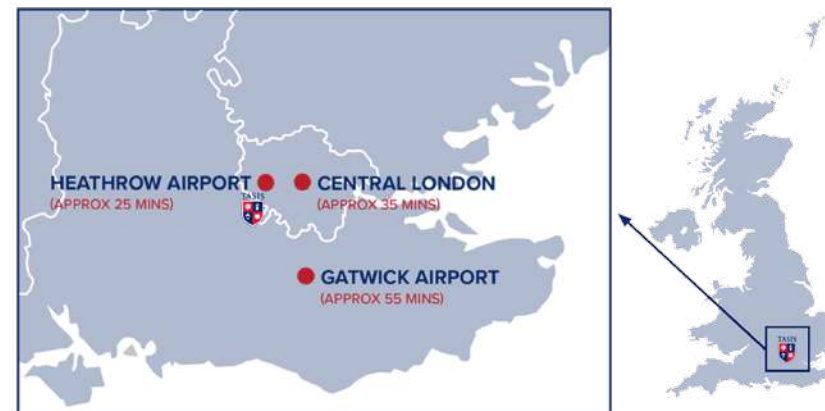 HEATHROW AIRPORT
(APPROX 25 MINS)
TASIS
CENTRAL LONDON
(APPROX 35 MINS)
GATWICK AIRPORT
(APPROX 55 MINS)
TASIS